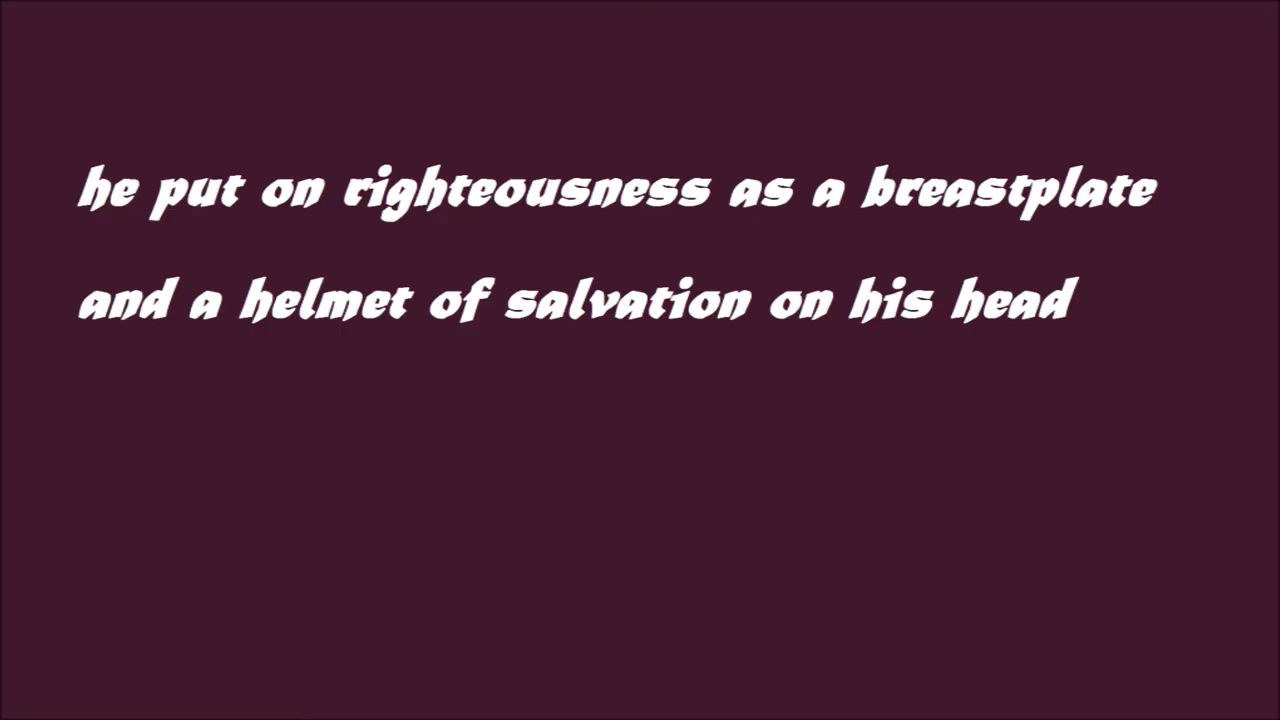 he put on righteousness as a breastplate
and a helmet of salvation on his head